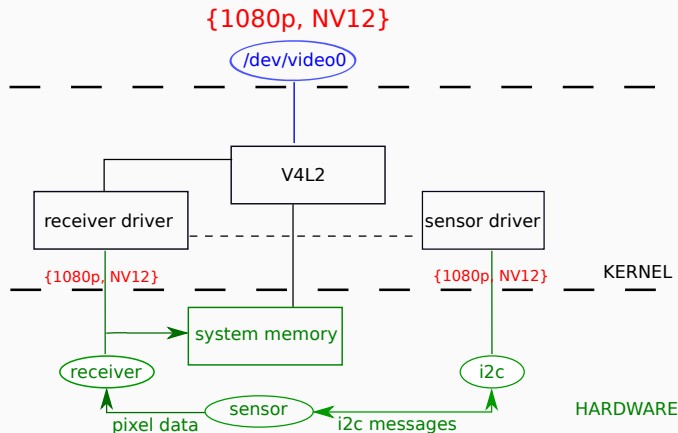 {1080p, NV12}
/dev/video0
V4L2
receiver driver
sensor driver
{1080p, NV12}
{1080p, NV12}
KERNEL
system memory
receiver
i2c
sensor
HARDWARE
pixel data
i2c messages